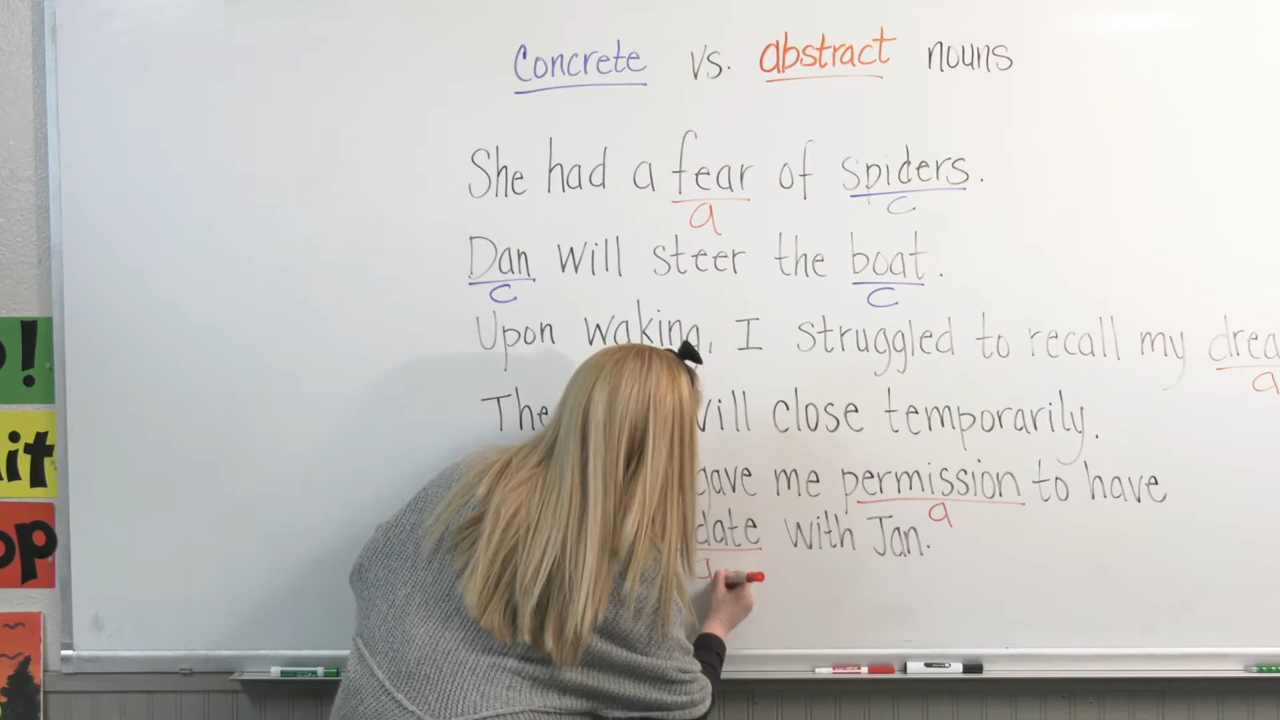 Concrete vs. abstract nouns
She had a fear of spiders.
a c
Dan will steer the boat.
c c
Upon waking, I struggled to recall my
a
The will close temporarily.
gave me permission to have
a
date with Jan.
a